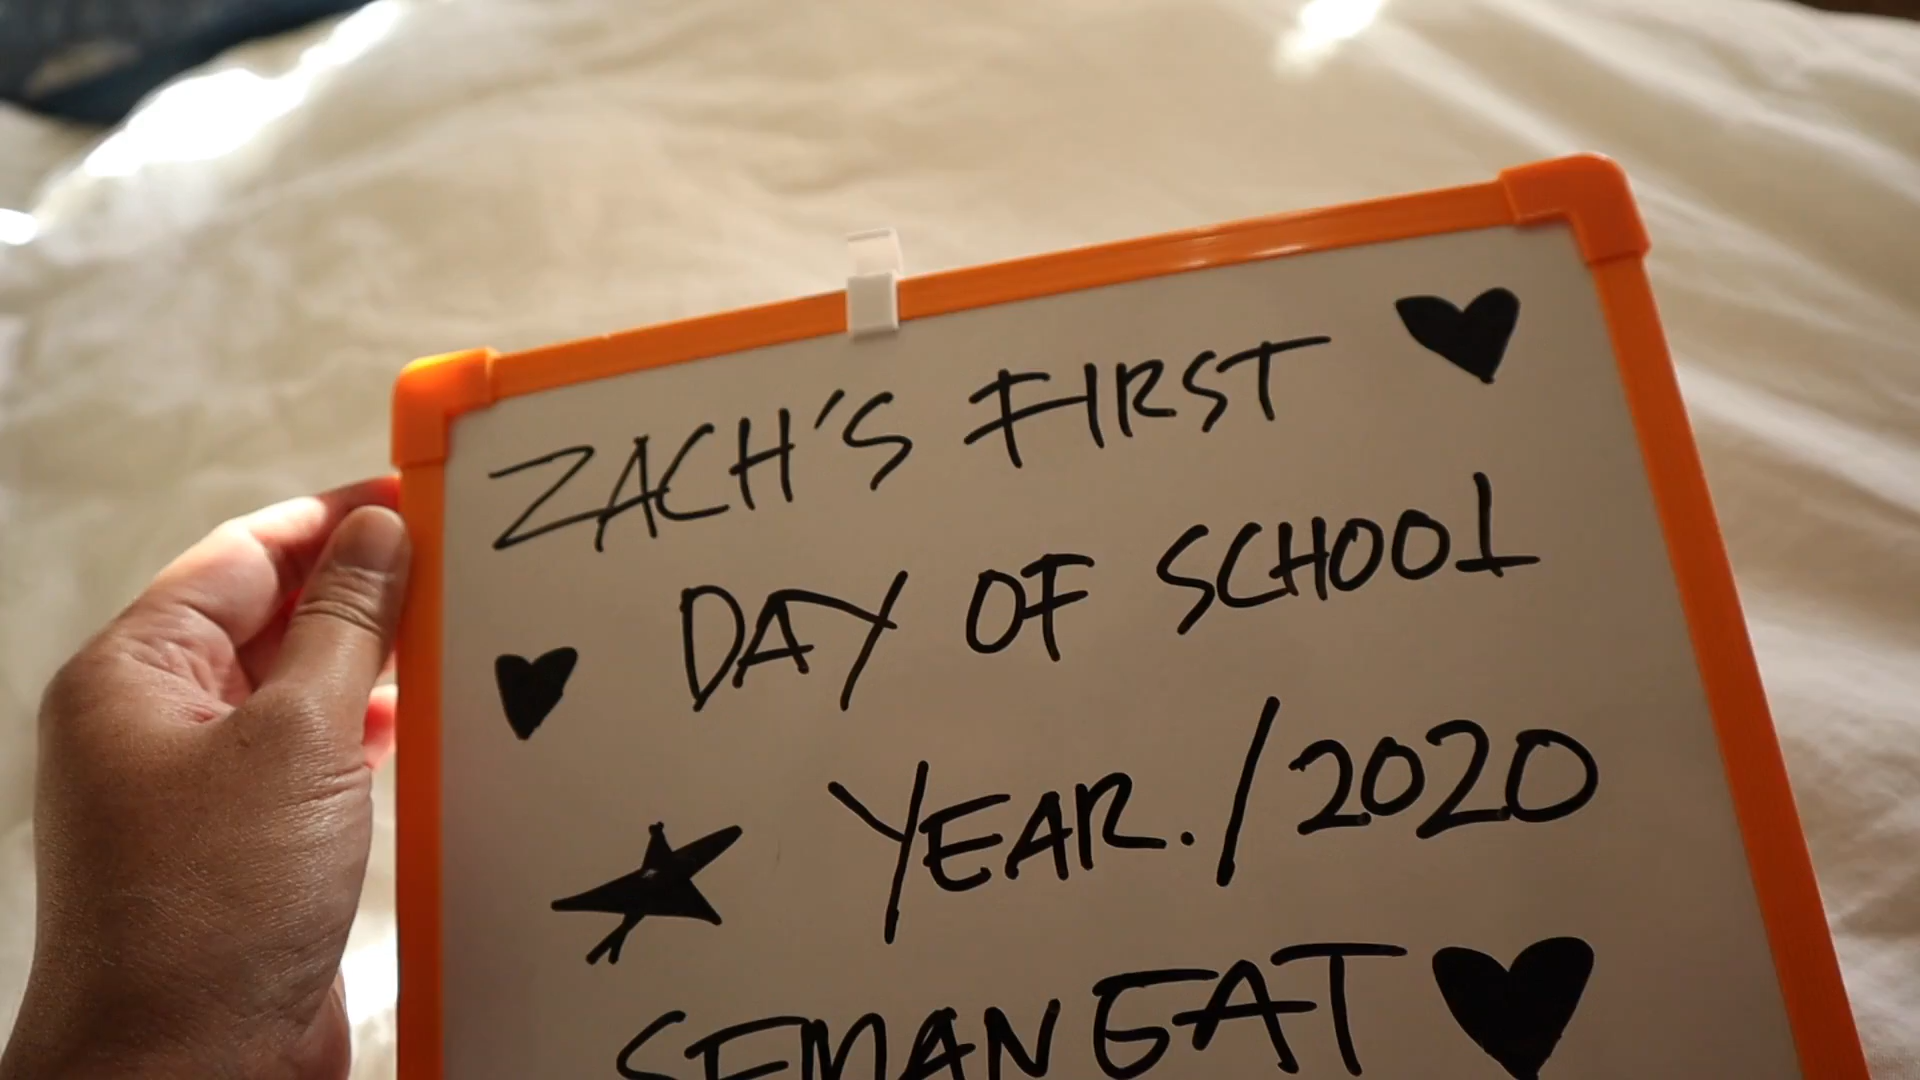 ZACH'S FIRST
DAY OF SCHOOL
YEAR./2020
SEMANGAT